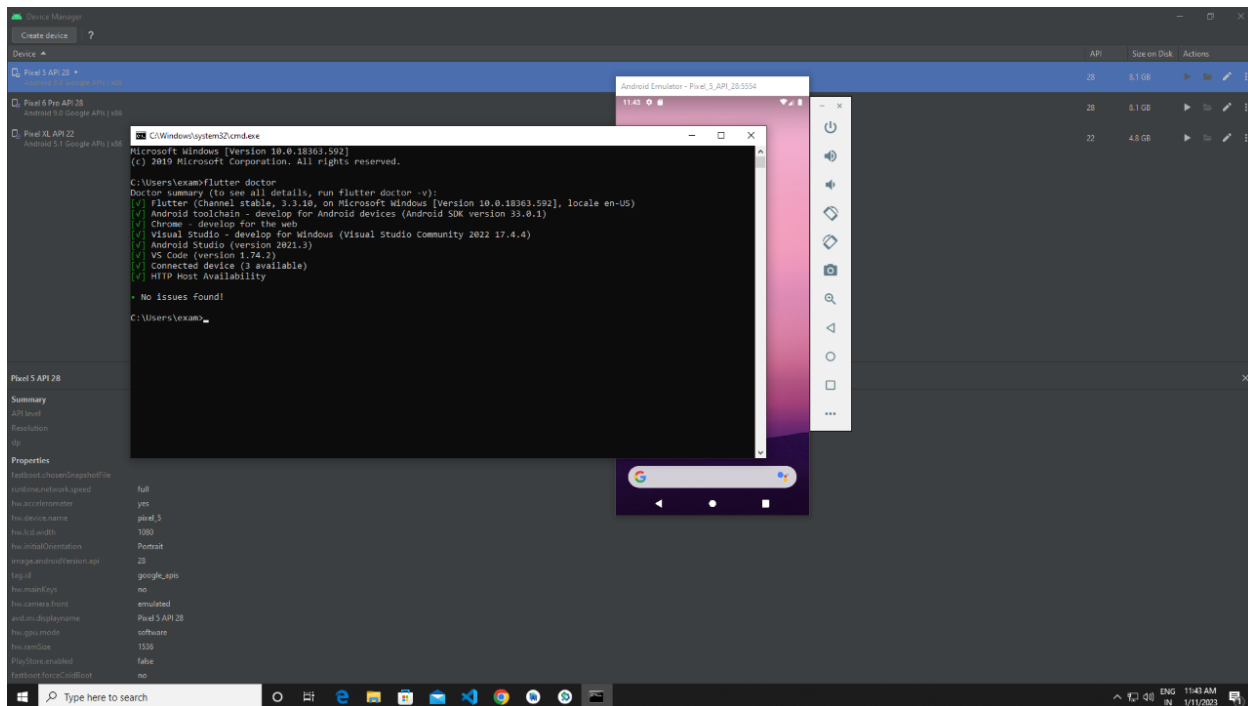 Device Manager
Create device ?
Device API Size on Disk Actions
Pixel 5 API 28
Android 9.0 Google APIs | x86
28 8.1 GB
Pixel 6 Pro API 28
Android 9.0 Google APIs | x86
28 8.1 GB
Pixel XL API 22
Android 5.1 Google APIs | x86
22 4.8 GB
Android Emulator - Pixel_5_API_28:5554
11:43
C:\Windows\system32\cmd.exe
Microsoft Windows [Version 10.0.18363.592]
(c) 2019 Microsoft Corporation. All rights reserved.
C:\Users\exam>flutter doctor
Doctor summary (to see all details, run flutter doctor -v):
[√] Flutter (Channel stable, 3.3.10, on Microsoft Windows [Version 10.0.18363.592], locale en-US)
[√] Android toolchain - develop for Android devices (Android SDK version 33.0.1)
[√] Chrome - develop for the web
[√] Visual Studio - develop for Windows (Visual Studio Community 2022 17.4.4)
[√] Android Studio (version 2021.3)
[√] VS Code (version 1.74.2)
[√] Connected device (3 available)
[√] HTTP Host Availability
• No issues found!
C:\Users\exam>_
Pixel 5 API 28
Summary
API level
Resolution
dp
Properties
fastboot.chosenSnapshotFile
runtime.network.speed full
hw.accelerometer yes
hw.device.name pixel_5
hw.lcd.width 1080
hw.initialOrientation Portrait
image.androidVersion.api 28
tag.id google_apis
hw.mainKeys no
hw.camera.front emulated
avd.ini.displayname Pixel 5 API 28
hw.gpu.mode software
hw.ramSize 1536
PlayStore.enabled false
fastboot.forceColdBoot no
Type here to search
ENG 11:43 AM
IN 1/11/2023